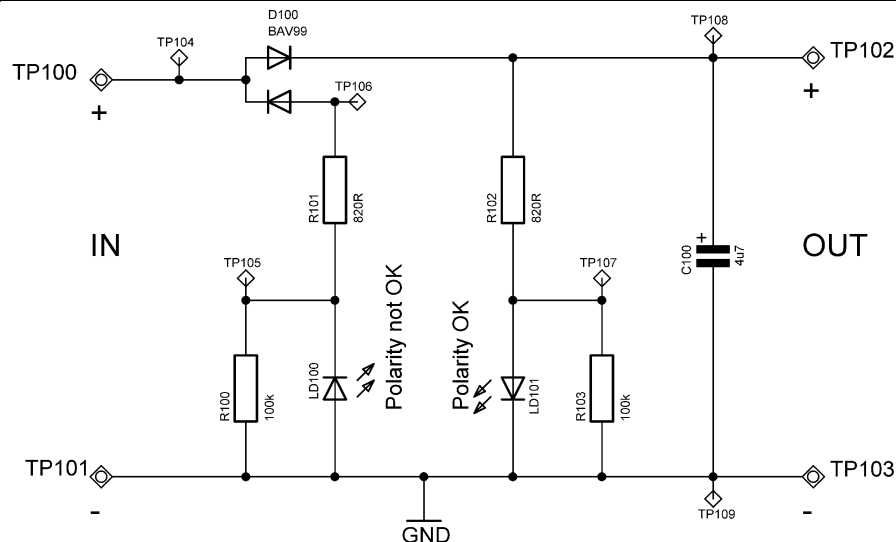 D100
BAV99
TP104
TP108
TP100
TP102
TP106
+
+
R101
820R
R102
820R
IN
OUT
+
C100
4u7
TP105
TP107
Polarity not OK
Polarity OK
R100
100k
LD100
LD101
R103
100k
TP101
TP103
-
-
TP109
GND